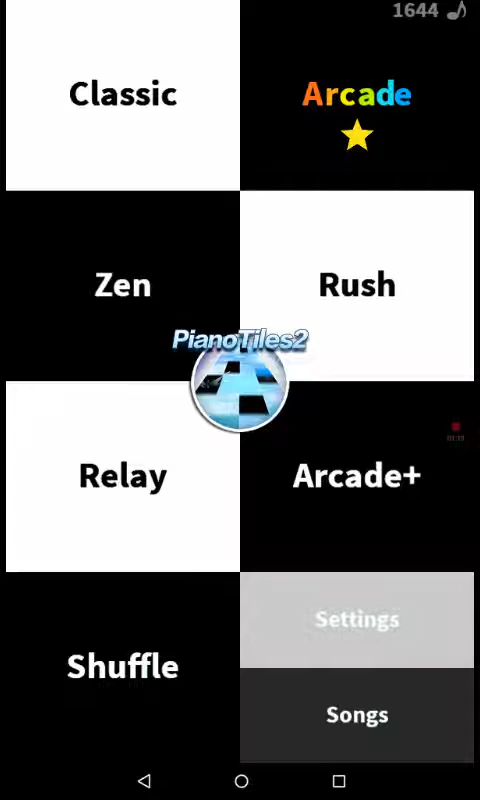 1644
Classic
Arcade
Zen
Rush
PianoTiles2
Relay
Arcade+
Shuffle
Settings
Songs